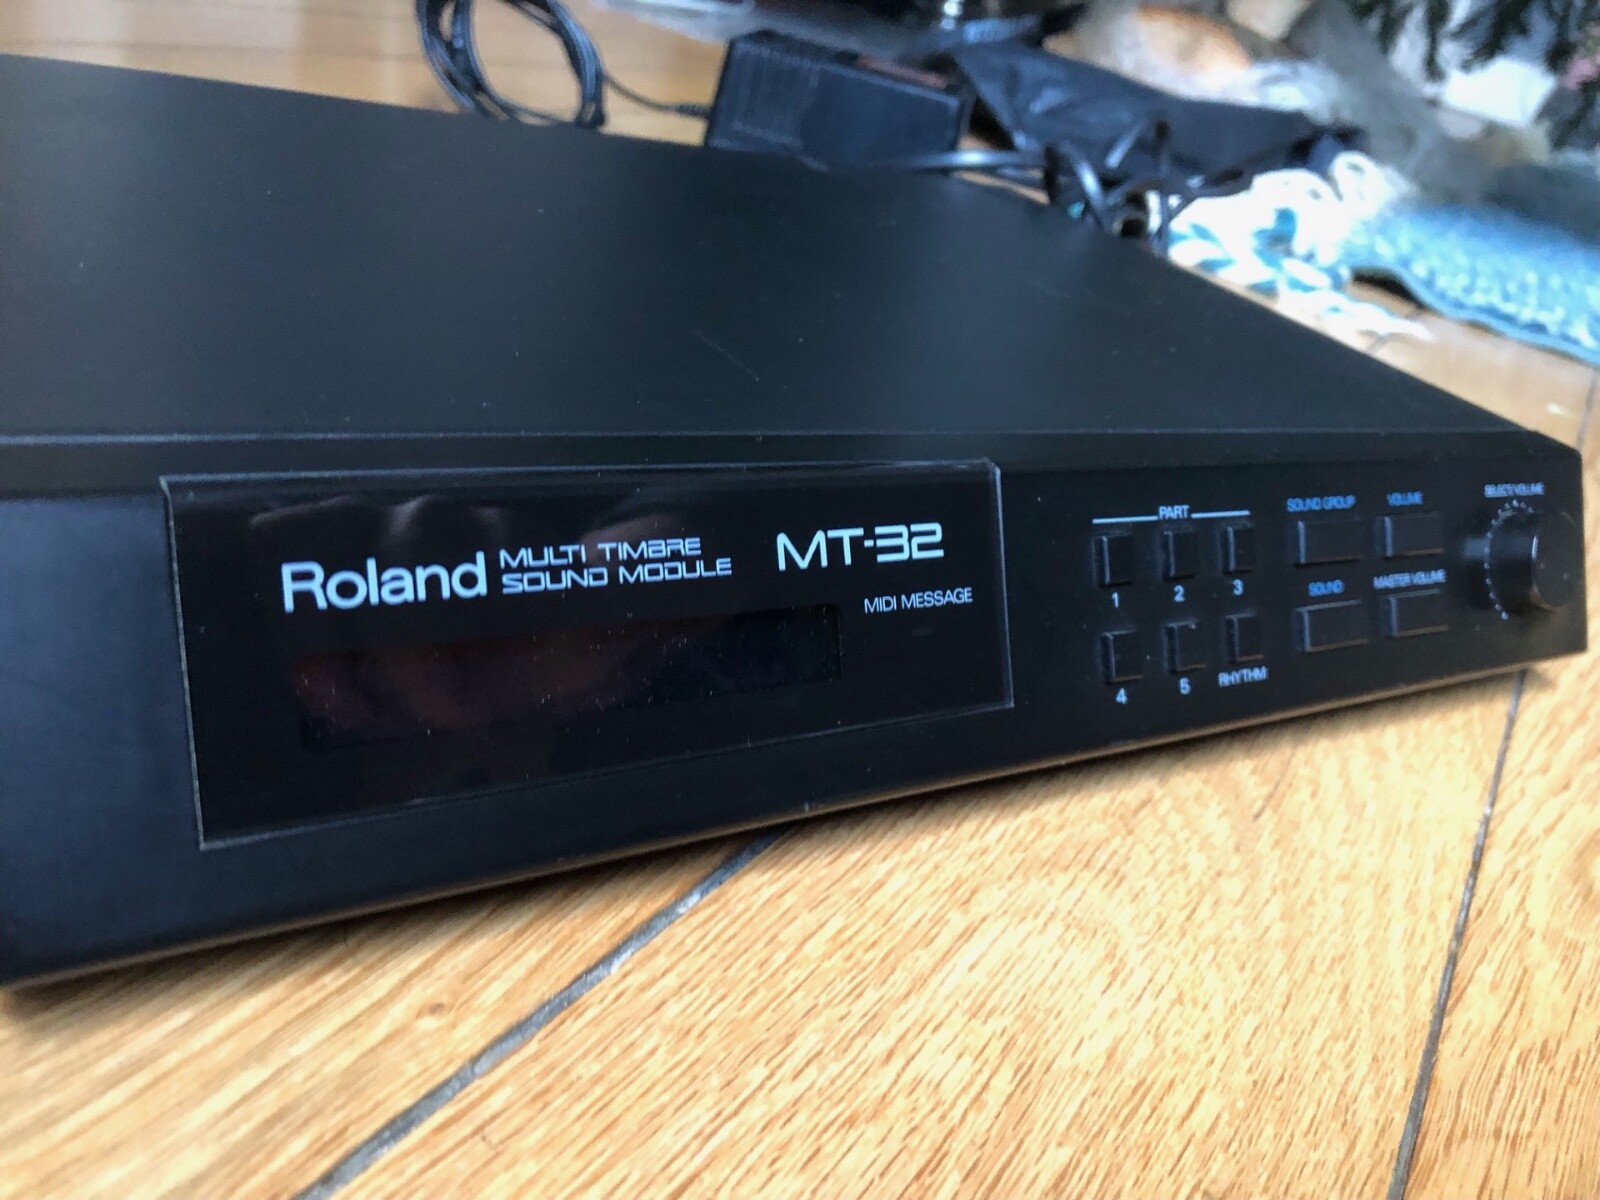 Roland MULTI TIMBRE
SOUND MODULE
MT-32
MIDI MESSAGE
PART
1
2
3
4
5
RHYTHM
SOUND GROUP
VOLUME
SOUND
MASTER VOLUME
SELECT/VOLUME